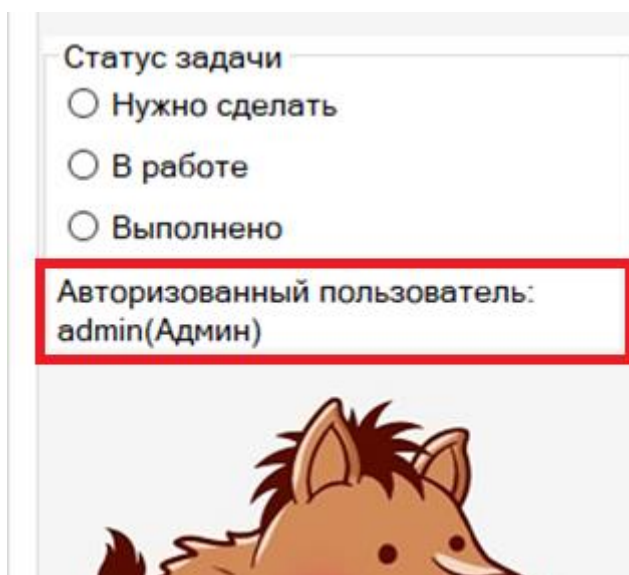 Статус задачи
Нужно сделать
В работе
Выполнено
Авторизованный пользователь:
admin(Админ)